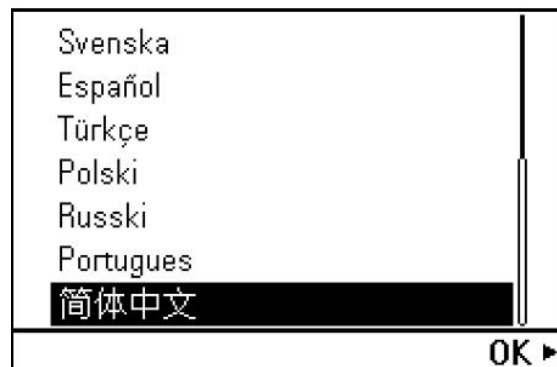 Svenska
Español
Türkçe
Polski
Russki
Portugues
简体中文
OK ▸